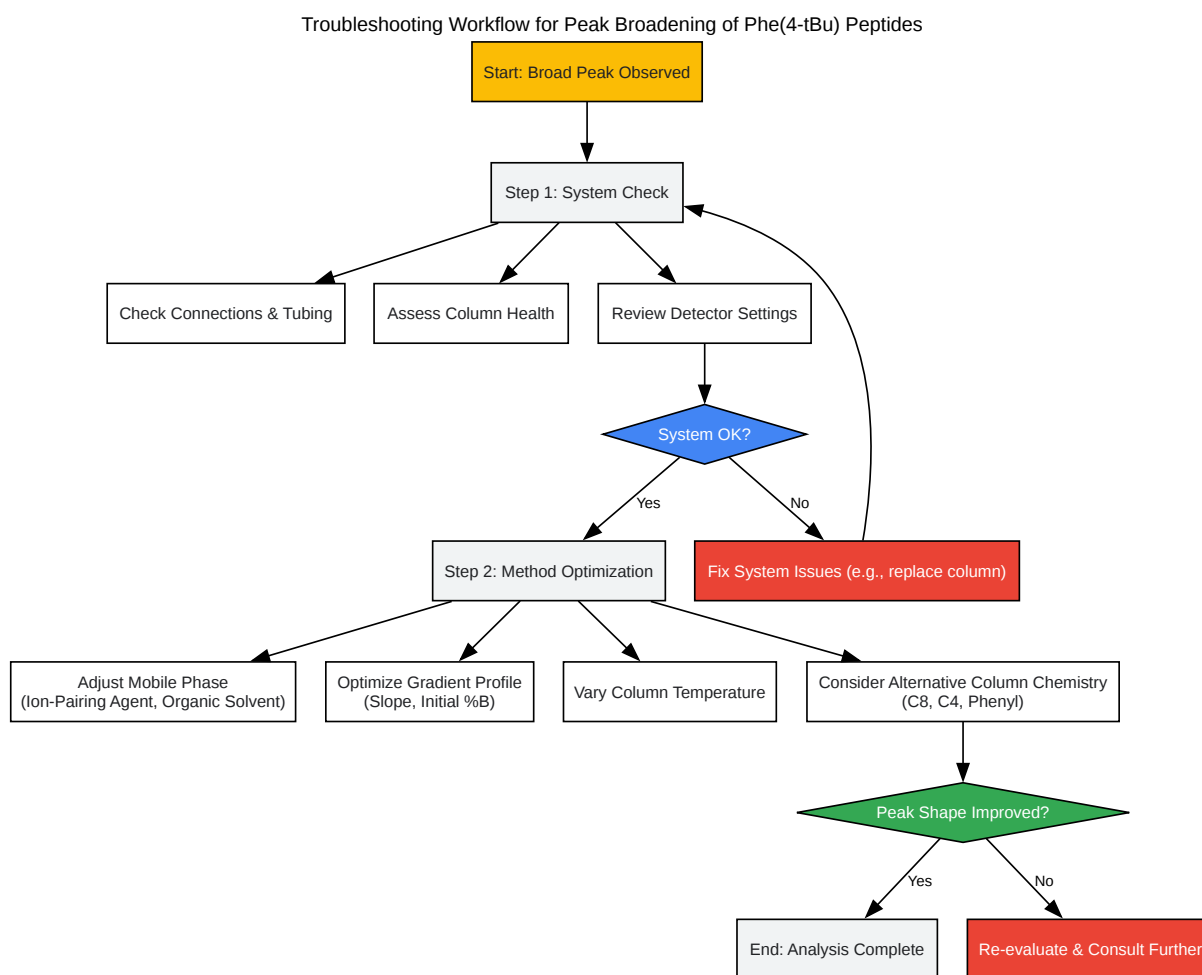 Troubleshooting Workflow for Peak Broadening of Phe(4-tBu) Peptides
Start: Broad Peak Observed
Step 1: System Check
Check Connections & Tubing
Assess Column Health
Review Detector Settings
System OK?
Yes
No
Step 2: Method Optimization
Fix System Issues (e.g., replace column)
Adjust Mobile Phase
(Ion-Pairing Agent, Organic Solvent)
Optimize Gradient Profile
(Slope, Initial %B)
Vary Column Temperature
Consider Alternative Column Chemistry
(C8, C4, Phenyl)
Peak Shape Improved?
Yes
No
End: Analysis Complete
Re-evaluate & Consult Further